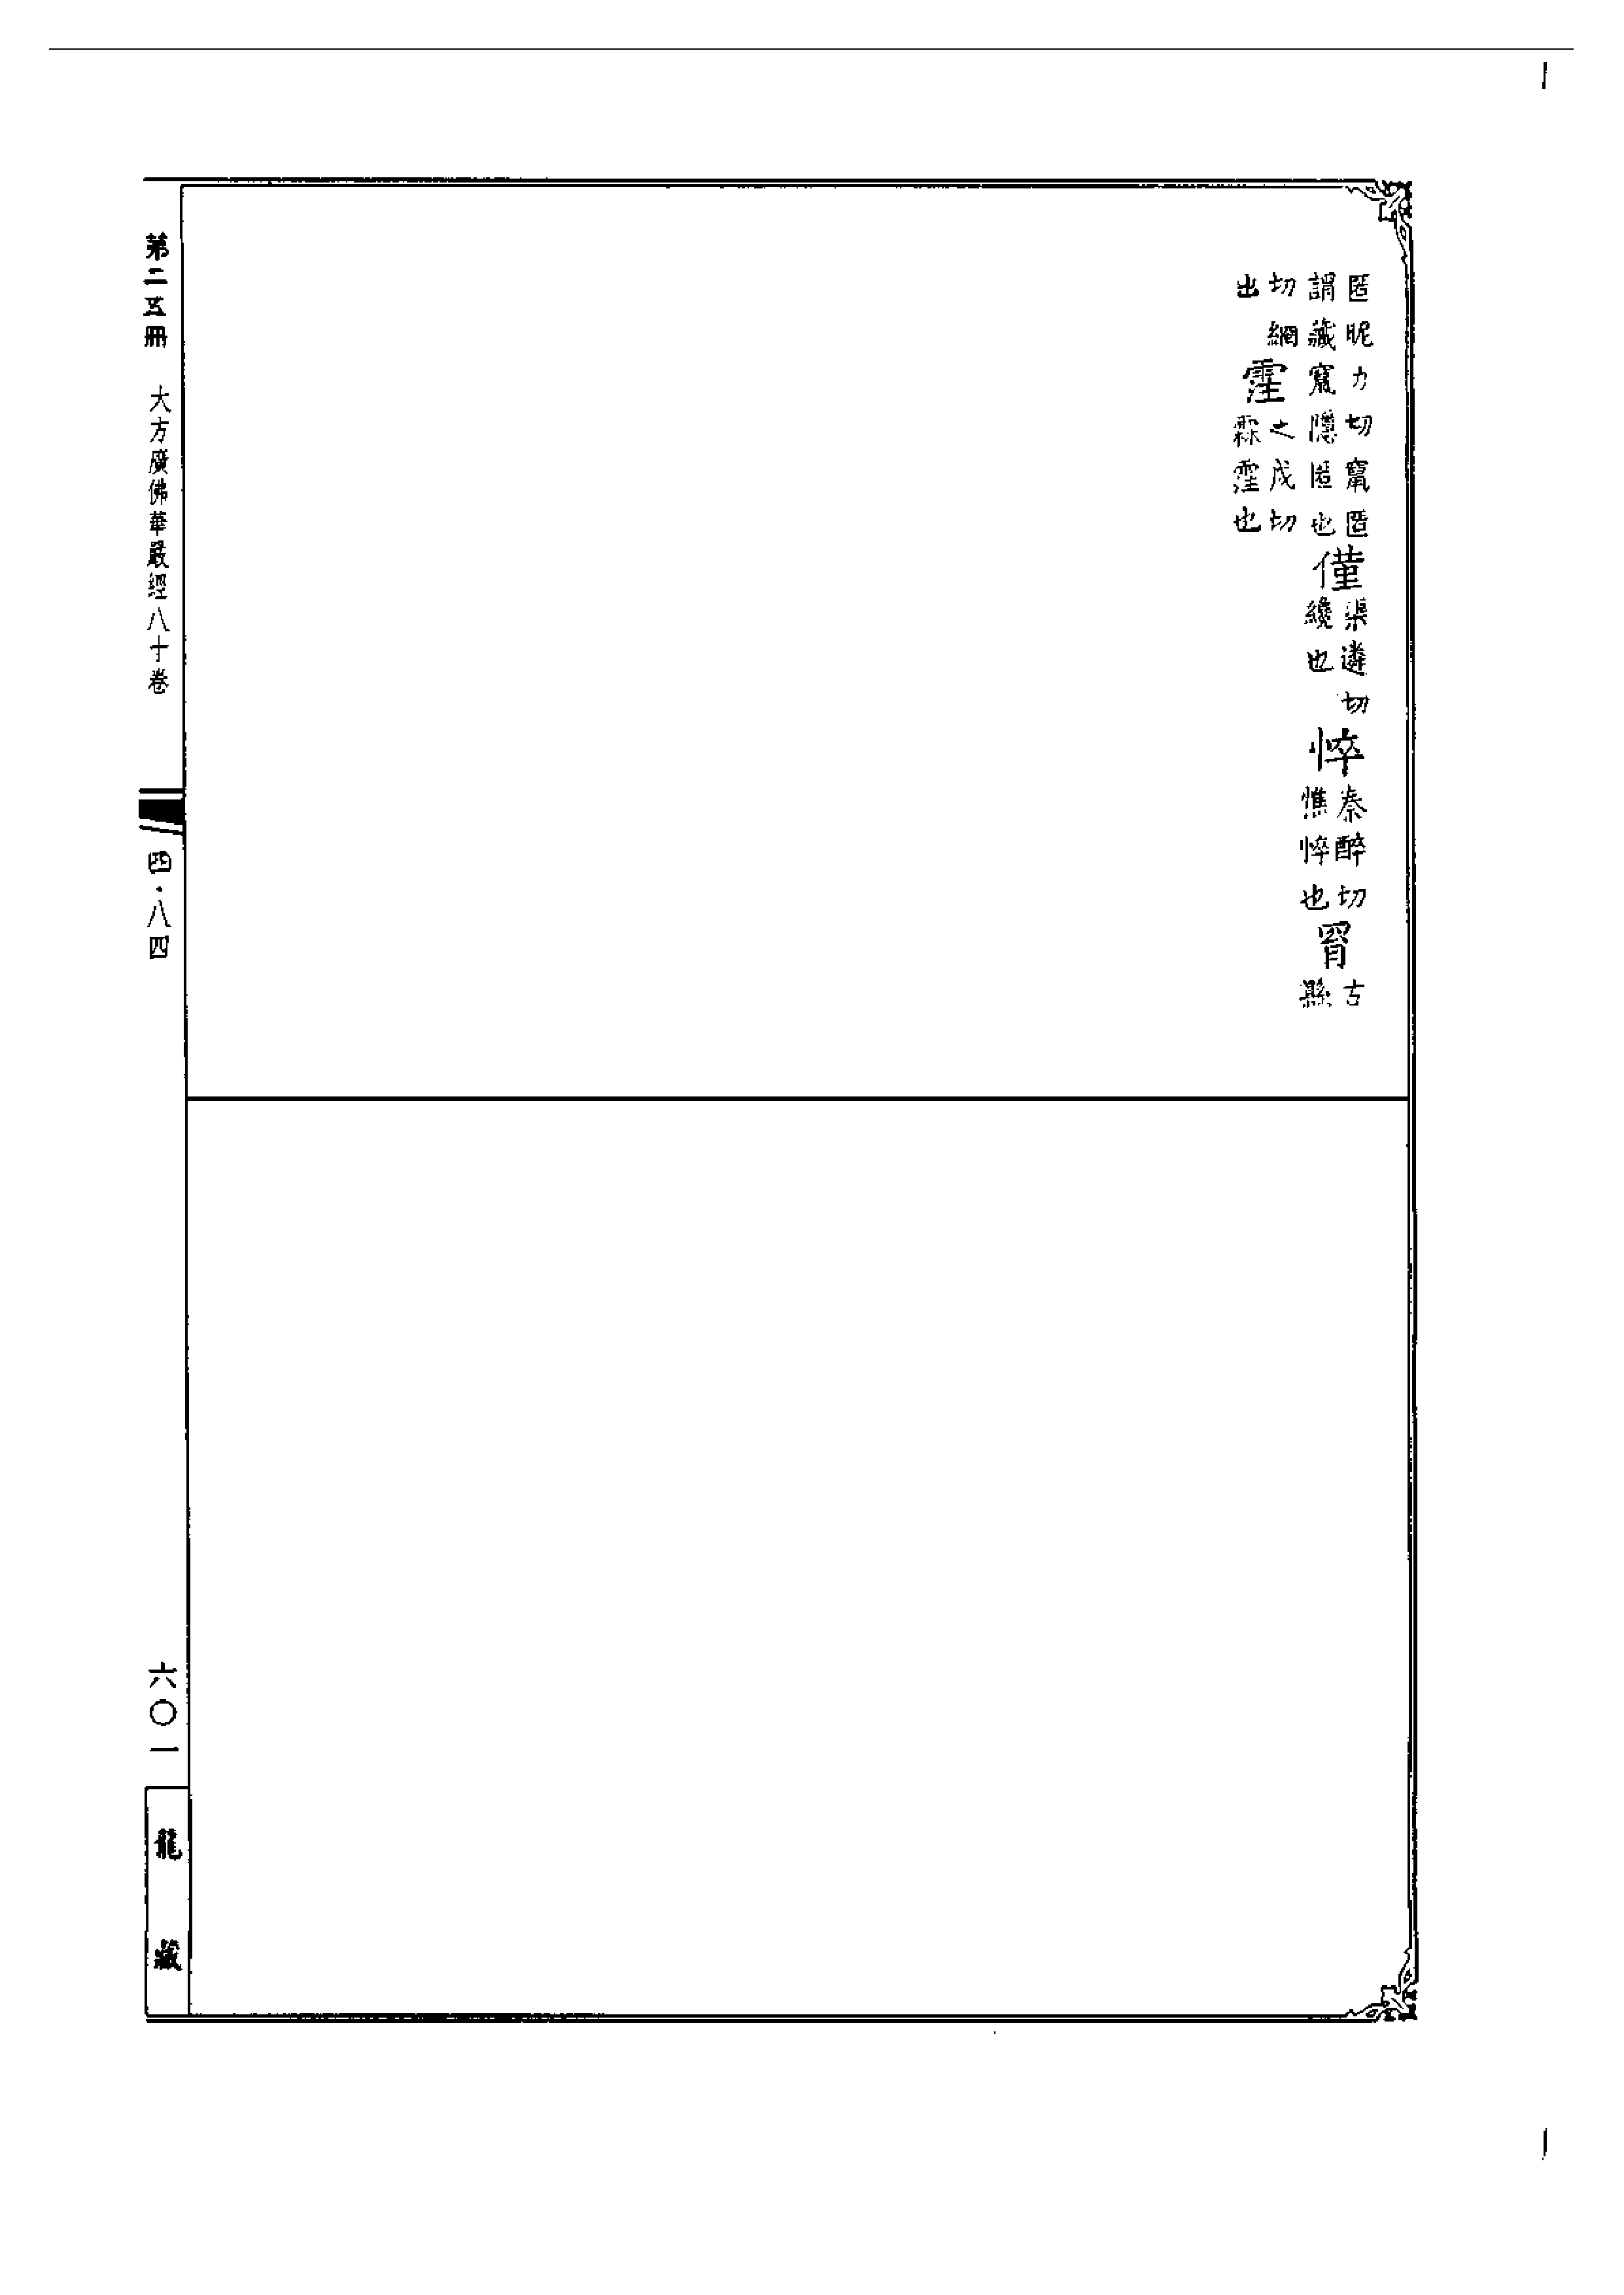 匿昵力切竄匿謂藏竄隱匿也僅渠遴切纔也悴秦醉切憔悴也罥古縣
切網出霔之戍切霖霔也
第二五冊 大方廣佛華嚴經八十卷 四．八四 六〇一 龍藏